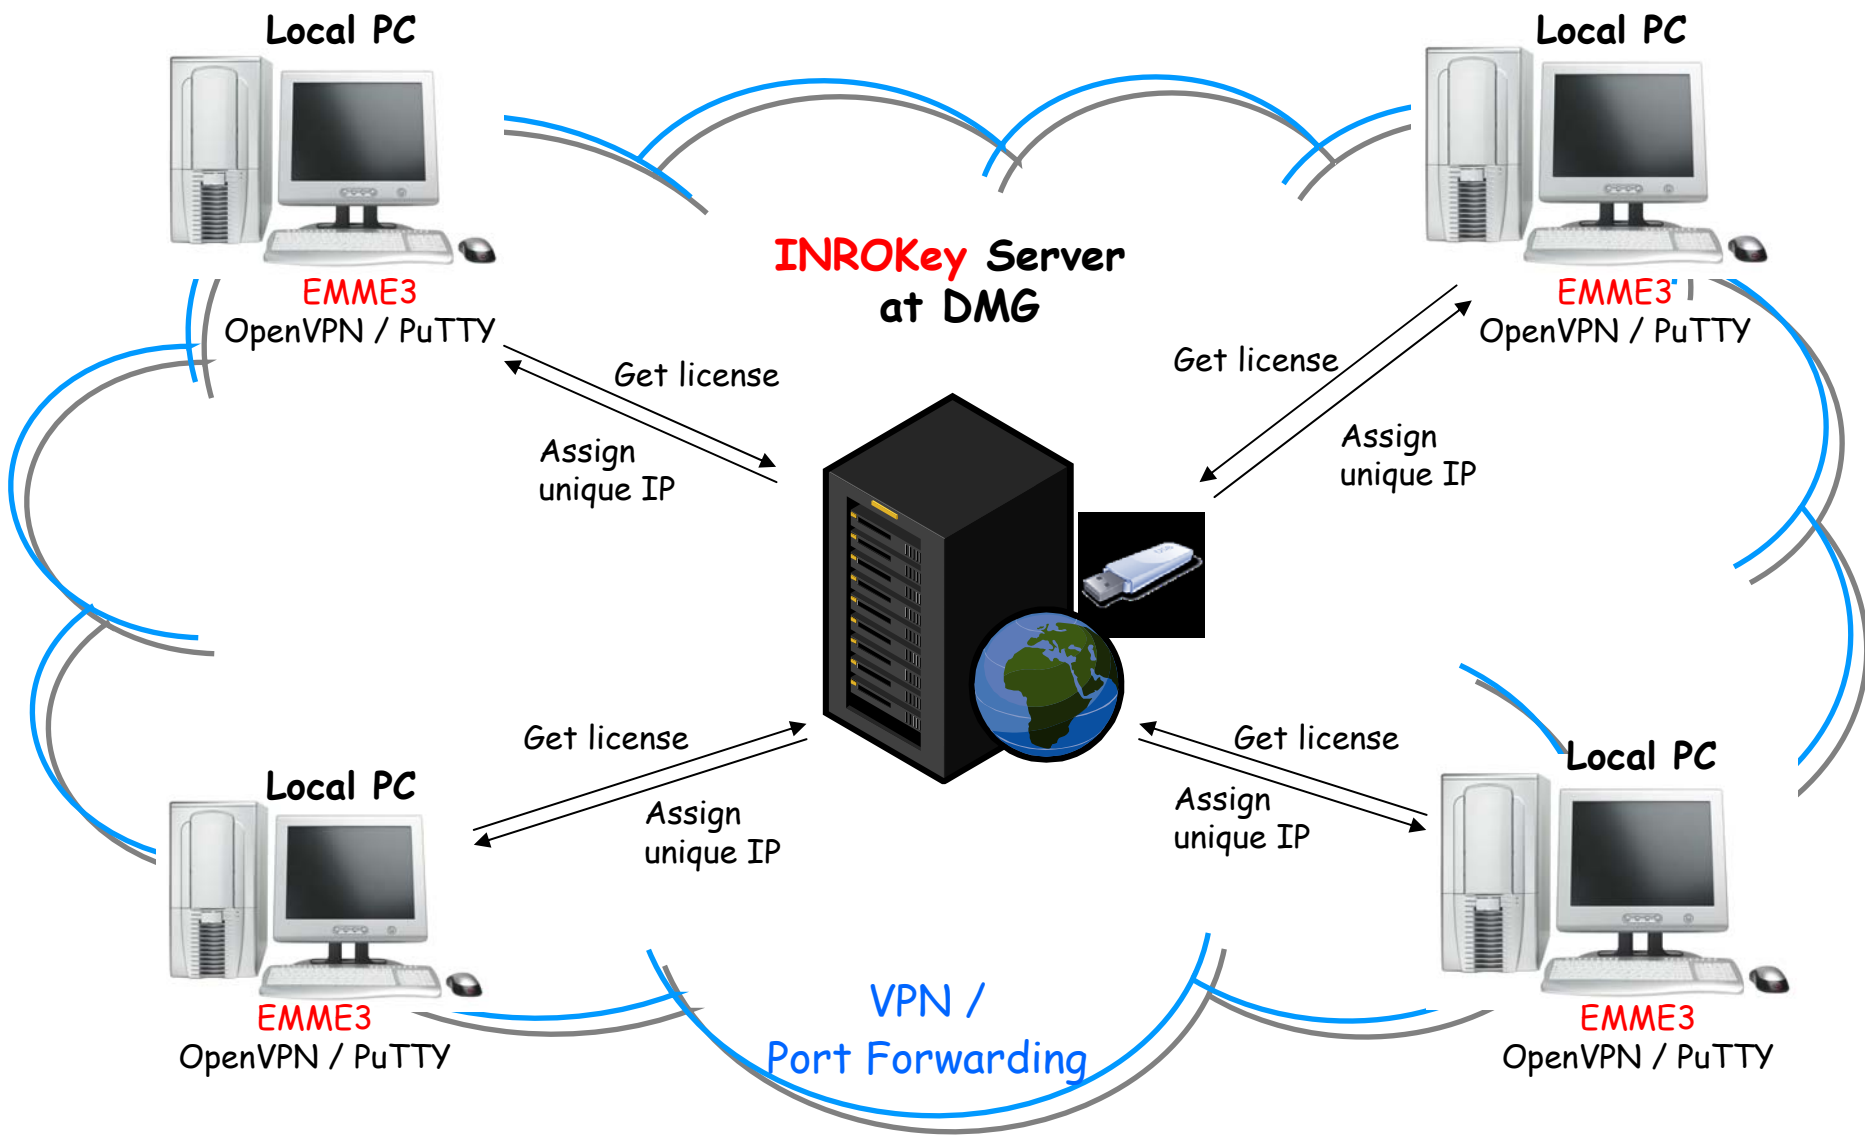 Local PC
Local PC
INROKey Server
at DMG
EMME3
OpenVPN / PuTTY
EMME3
OpenVPN / PuTTY
Get license
Get license
Assign
unique IP
Assign
unique IP
USB
Get license
Get license
Local PC
Local PC
Assign
unique IP
Assign
unique IP
EMME3
OpenVPN / PuTTY
VPN /
Port Forwarding
EMME3
OpenVPN / PuTTY